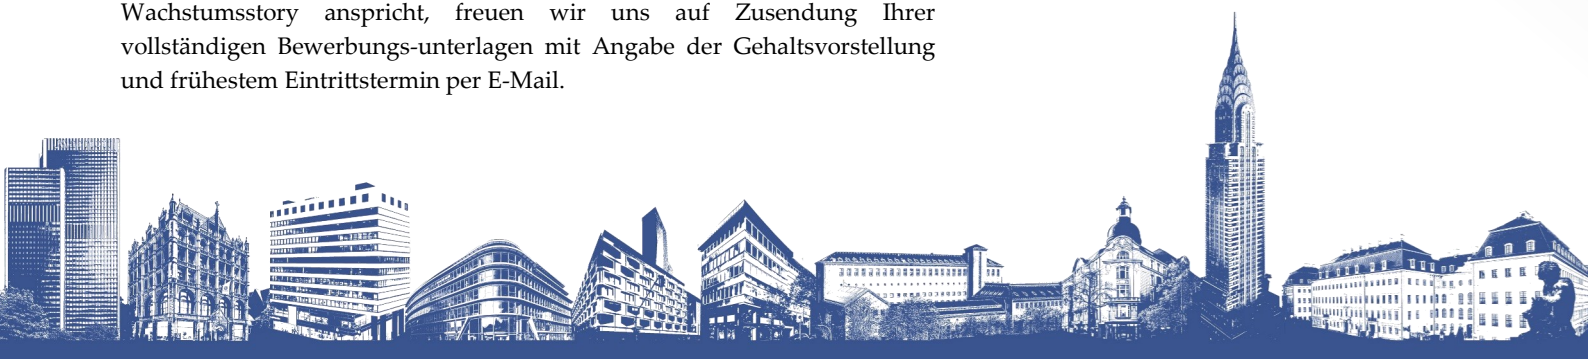 Wachstumsstory anspricht, freuen wir uns auf Zusendung Ihrer
vollständigen Bewerbungs-unterlagen mit Angabe der Gehaltsvorstellung
und frühestem Eintrittstermin per E-Mail.